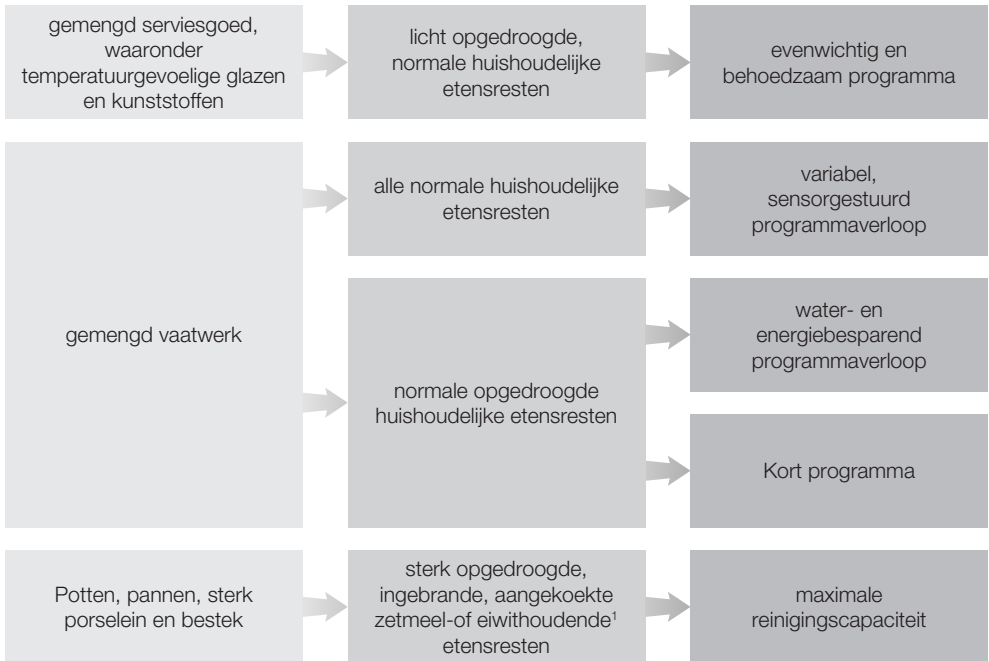 gemengd serviesgoed,
waaronder
temperatuurgevoelige glazen
en kunststoffen
licht opgedroogde,
normale huishoudelijke
etensresten
evenwichtig en
behoedzaam programma
gemengd vaatwerk
alle normale huishoudelijke
etensresten
variabel,
sensorgestuurd
programmaverloop
normale opgedroogde
huishoudelijke etensresten
water- en
energiebesparend
programmaverloop
Kort programma
Potten, pannen, sterk
porselein en bestek
sterk opgedroogde,
ingebrande, aangekoekte
zetmeel-of eiwithoudende¹
etensresten
maximale
reinigingscapaciteit